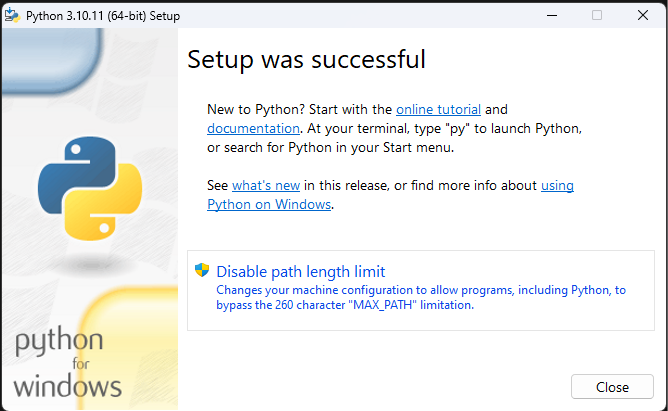 Python 3.10.11 (64-bit) Setup
Setup was successful
New to Python? Start with the online tutorial and
documentation. At your terminal, type "py" to launch Python,
or search for Python in your Start menu.
See what's new in this release, or find more info about using
Python on Windows.
Disable path length limit
Changes your machine configuration to allow programs, including Python, to
bypass the 260 character "MAX_PATH" limitation.
python
for
windows
Close